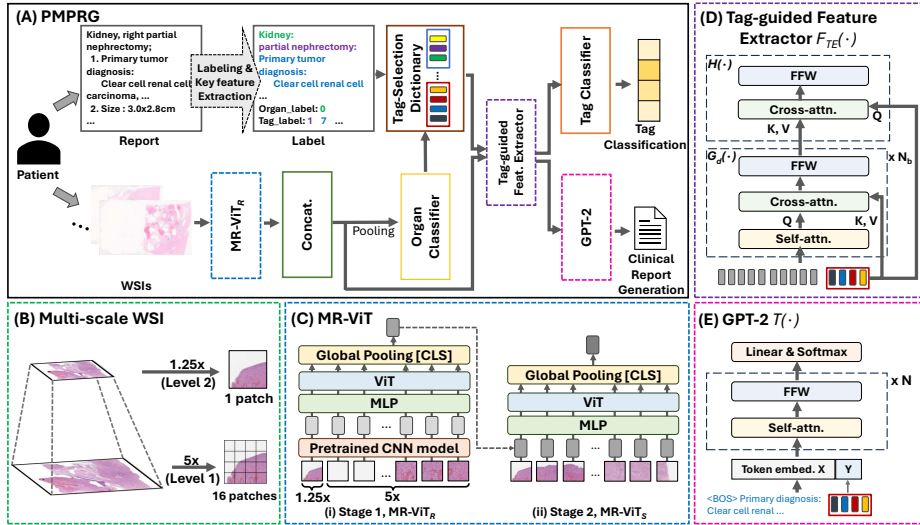 (A) PMPRG
Kidney, right partial
nephrectomy;
1. Primary tumor
diagnosis:
Clear cell renal cell
carcinoma, ...
2. Size : 3.0x2.8cm
...
Report
Labeling &
Key feature
Extraction
Kidney:
partial nephrectomy:
Primary tumor
diagnosis:
Clear cell renal cell
...
Organ_label: 0
Tag_label: 1 7 ...
Label
Tag-Selection
Dictionary
...
Tag-guided
Feat. Extractor
Tag Classifier
Tag
Classification
Patient
...
WSIs
MR-ViT_R
Concat.
Pooling
Organ
Classifier
GPT-2
Clinical
Report
Generation
(B) Multi-scale WSI
1.25x
(Level 2)
1 patch
5x
(Level 1)
16 patches
(C) MR-ViT
Global Pooling [CLS]
ViT
MLP
...
Pretrained CNN model
...
1.25x
5x
(i) Stage 1, MR-ViT_R
Global Pooling [CLS]
ViT
MLP
...
...
(ii) Stage 2, MR-ViT_S
(D) Tag-guided Feature
Extractor F_TE(·)
H(·)
FFW
Cross-attn.
Q
K, V
G_d(·)
x N_b
FFW
Cross-attn.
Q
K, V
Self-attn.
(E) GPT-2 T(·)
Linear & Softmax
x N
FFW
Self-attn.
Token embed. X
Y
<BOS> Primary diagnosis:
Clear cell renal ...